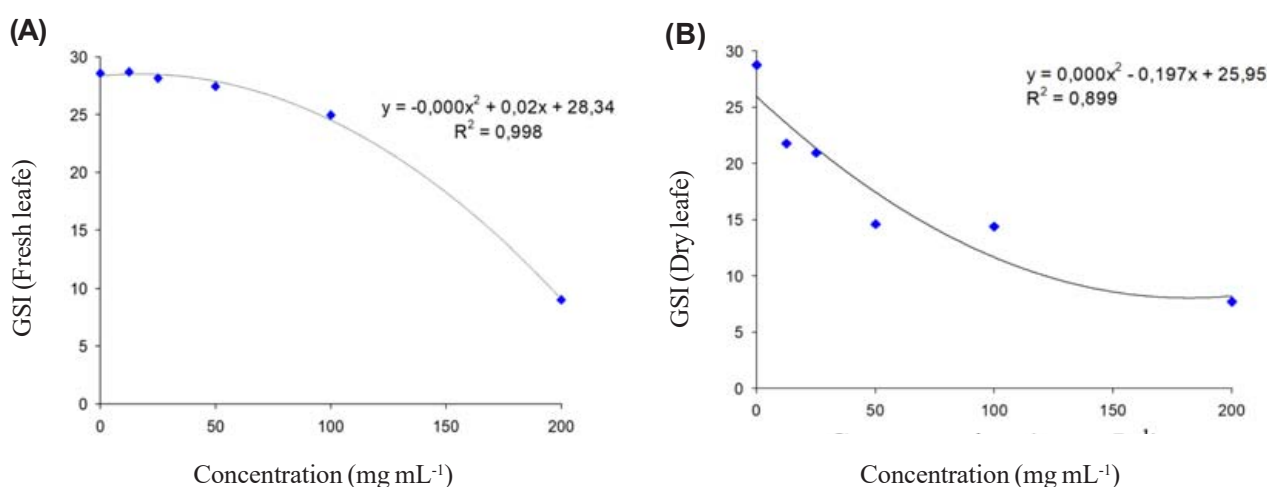 (A)
30
25
20
15
10
5
0
GSI (Fresh leafe)
y = -0,000x² + 0,02x + 28,34
R² = 0,998
0 50 100 150 200
Concentration (mg mL⁻¹)
(B)
30
25
20
15
10
5
0
GSI (Dry leafe)
y = 0,000x² - 0,197x + 25,95
R² = 0,899
0 50 100 150 200
Concentration (mg mL⁻¹)